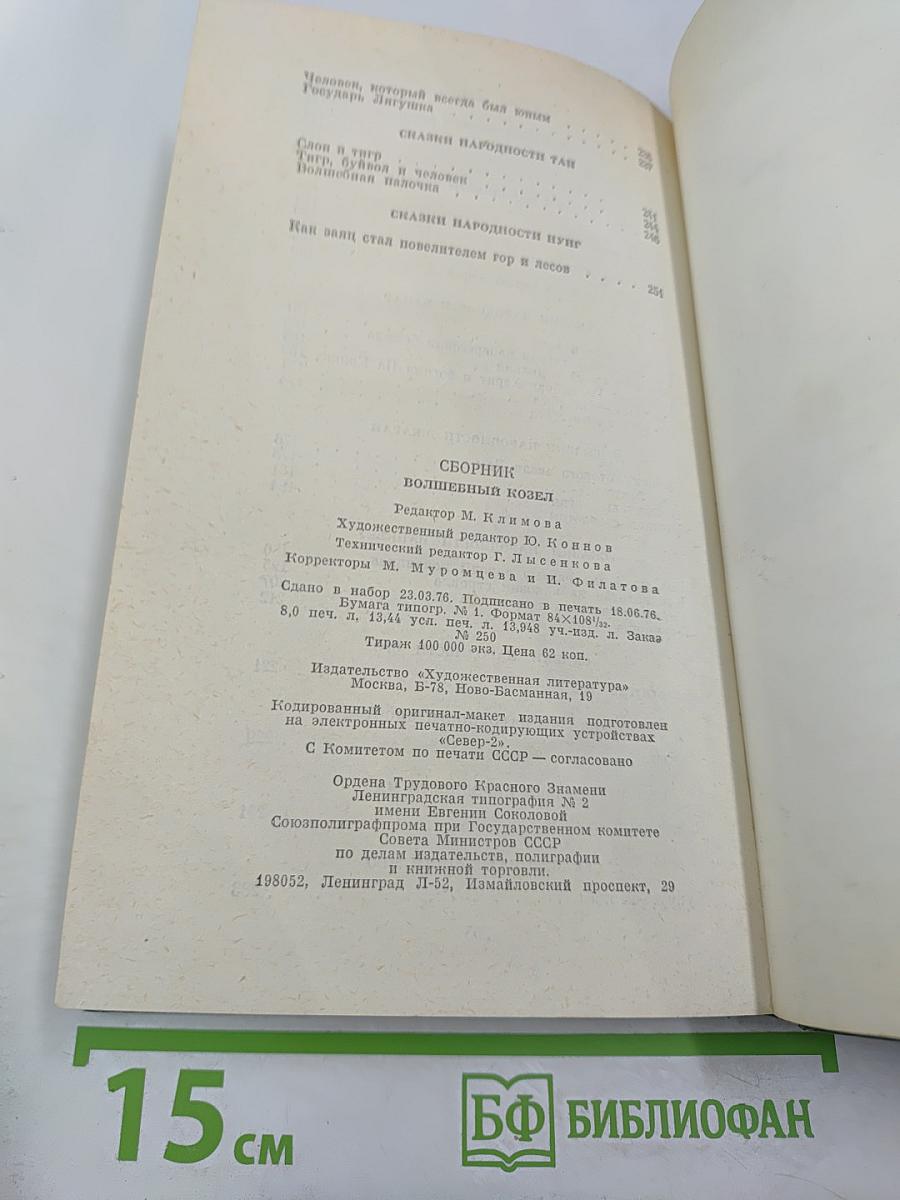 Человек, который всегда был юным . . . . . . .
Государь Лягушка . . . . . . . . . . . 237
СКАЗКИ НАРОДНОСТИ ТАИ
Слон и тигр . . . . . . . . . . 241
Тигр, буйвол и человек . . . . . . . 244
Волшебная палочка . . . . . . . . . 246
СКАЗКИ НАРОДНОСТИ НУНГ
Как заяц стал повелителем гор и лесов . . . . 251
СБОРНИК
ВОЛШЕБНЫЙ КОЗЕЛ
Редактор М. Климова
Художественный редактор Ю. Коннов
Технический редактор Г. Лысенкова
Корректоры М. Муромцева и И. Филатова
Сдано в набор 23.03.76. Подписано в печать 18.06.76.
Бумага типогр. № 1. Формат 84×108¹/₃₂.
8,0 печ. л. 13,44 усл. печ. л. 13,948 уч.-изд. л. Заказ
№ 250
Тираж 100 000 экз. Цена 62 коп.
Издательство «Художественная литература»
Москва, Б-78, Ново-Басманная, 19
Кодированный оригинал-макет издания подготовлен
на электронных печатно-кодирующих устройствах
«Север-2».
С Комитетом по печати СССР — согласовано
Ордена Трудового Красного Знамени
Ленинградская типография № 2
имени Евгении Соколовой
Союзполиграфпрома при Государственном комитете
Совета Министров СССР
по делам издательств, полиграфии
и книжной торговли.
198052, Ленинград Л-52, Измайловский проспект, 29
15 см
БФ БИБЛИОФАН